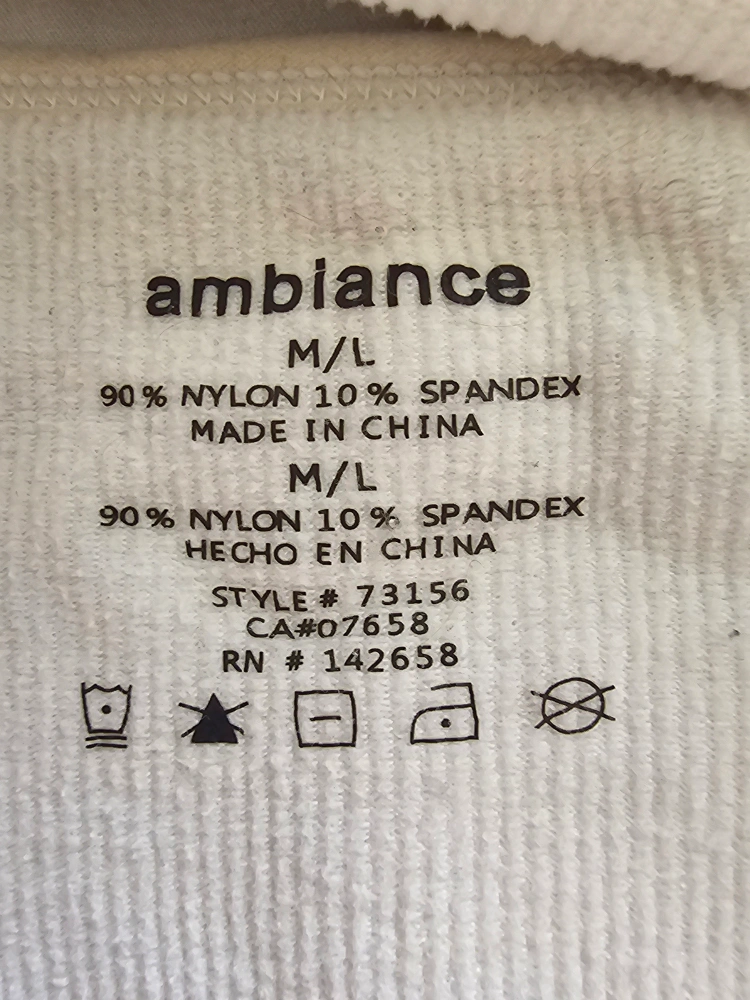 ambiance
M/L
90% NYLON 10% SPANDEX
MADE IN CHINA
M/L
90% NYLON 10% SPANDEX
HECHO EN CHINA
STYLE # 73156
CA#07658
RN # 142658